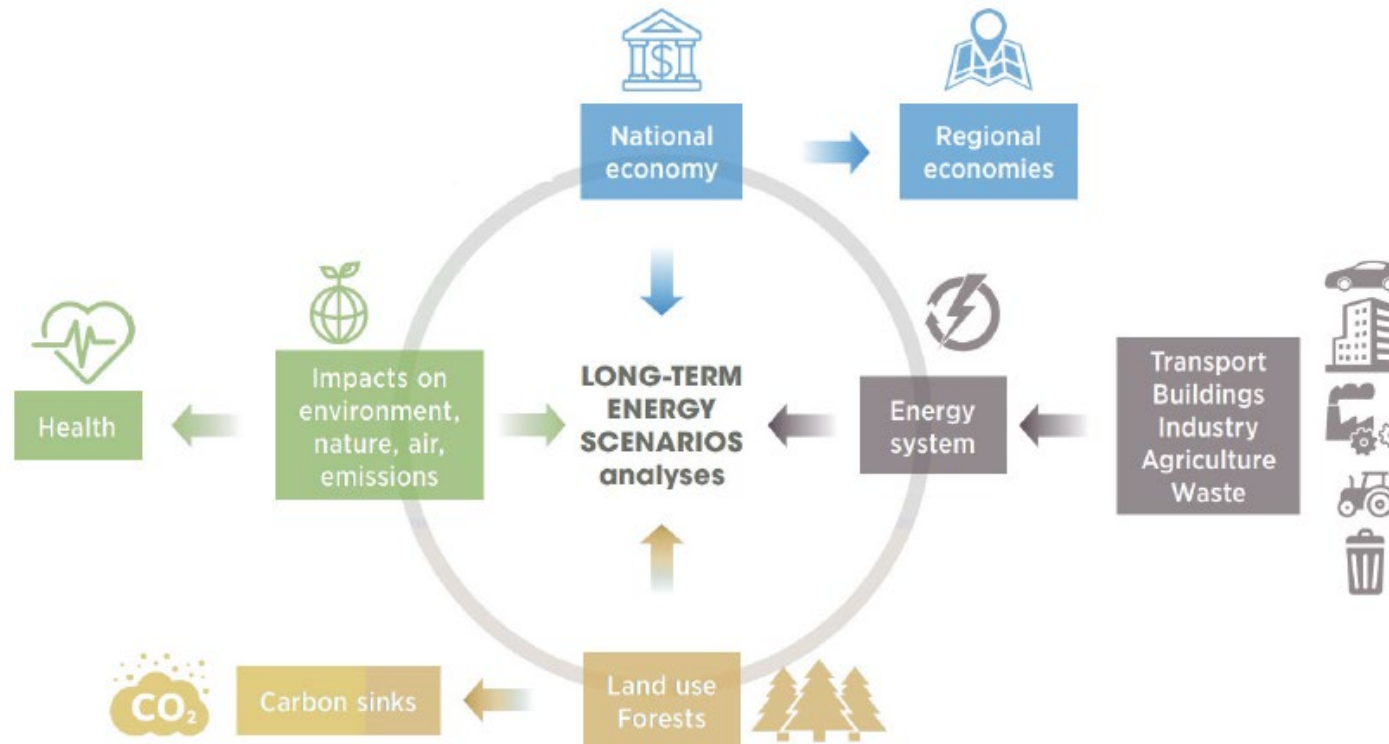 $
National
economy
Regional
economies
Health
Impacts on
environment,
nature, air,
emissions
LONG-TERM
ENERGY
SCENARIOS
analyses
Energy
system
Transport
Buildings
Industry
Agriculture
Waste
CO₂
Carbon sinks
Land use
Forests